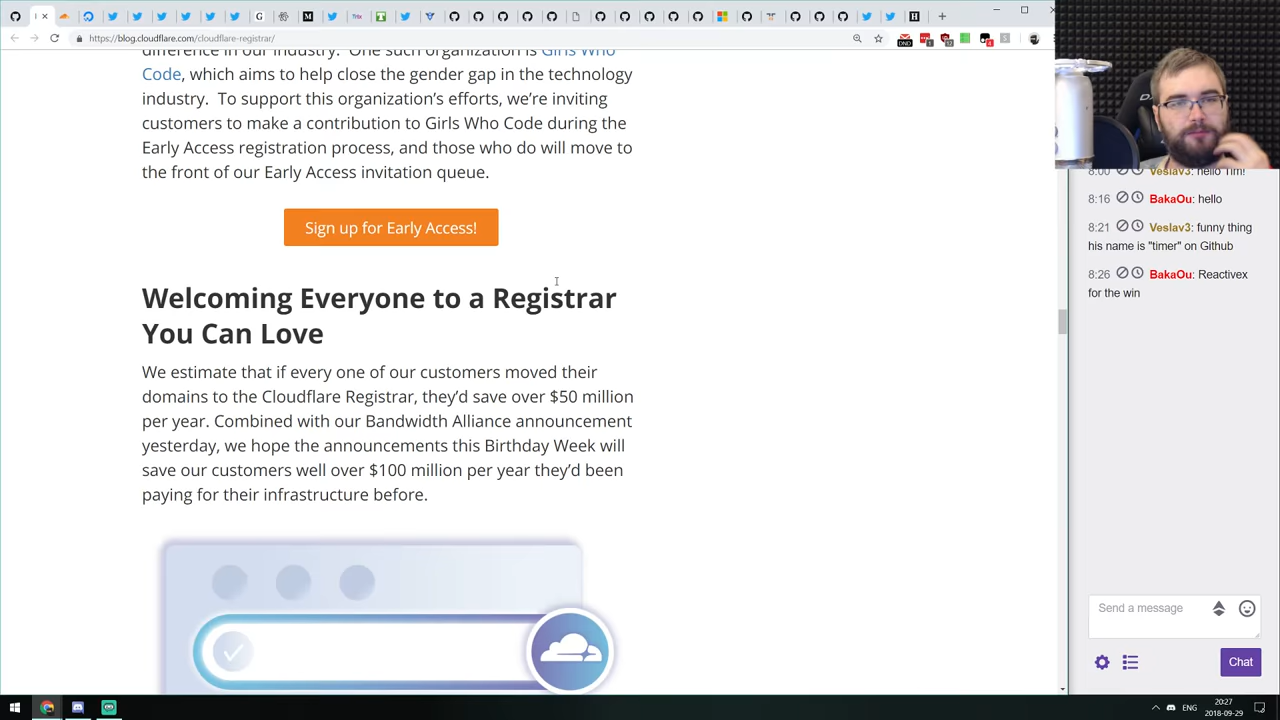 https://blog.cloudflare.com/cloudflare-registrar/
different in our industry. One such organization is Girls Who
Code, which aims to help close the gender gap in the technology
industry. To support this organization's efforts, we're inviting
customers to make a contribution to Girls Who Code during the
Early Access registration process, and those who do will move to
the front of our Early Access invitation queue.
Sign up for Early Access!
Welcoming Everyone to a Registrar
You Can Love
We estimate that if every one of our customers moved their
domains to the Cloudflare Registrar, they'd save over $50 million
per year. Combined with our Bandwidth Alliance announcement
yesterday, we hope the announcements this Birthday Week will
save our customers well over $100 million per year they'd been
paying for their infrastructure before.
8:00 Veslav3: hello Tim!
8:16 BakaOu: hello
8:21 Veslav3: funny thing
his name is "timer" on Github
8:26 BakaOu: Reactivex
for the win
Send a message
Chat
ENG
20:27
2018-09-29